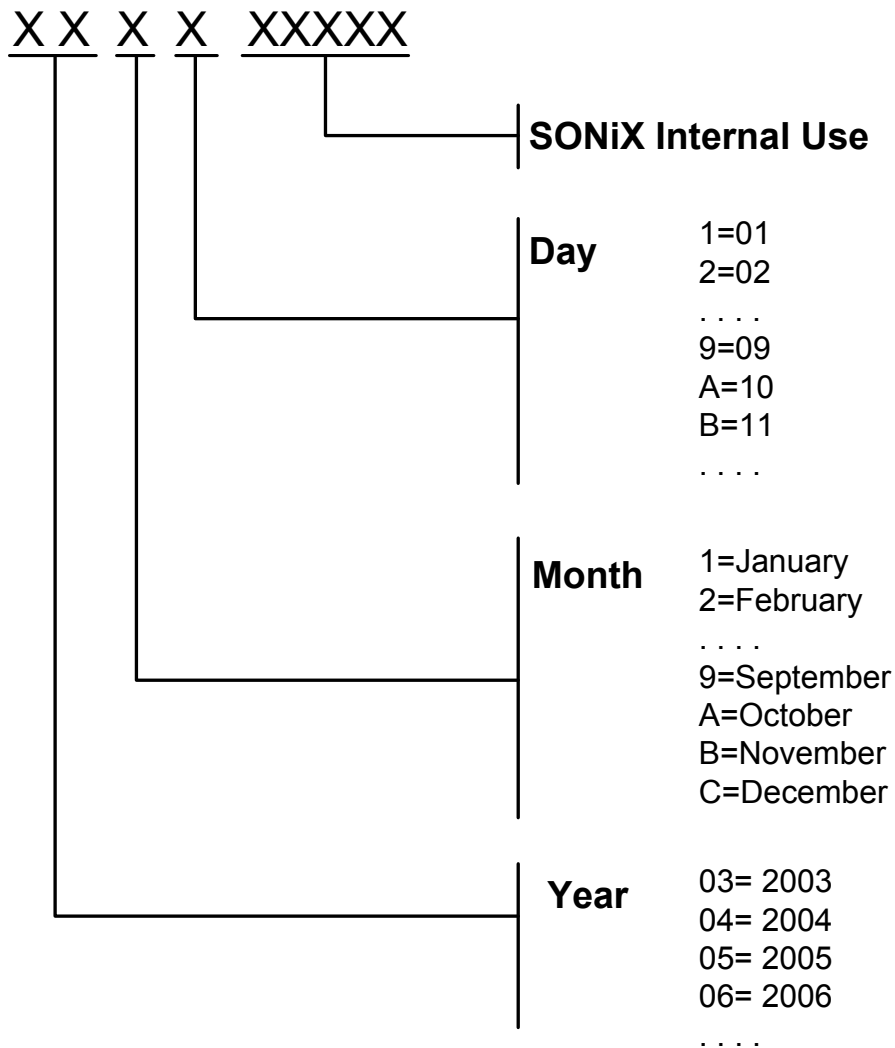 X X X X XXXXX
SONiX Internal Use
Day
1=01
2=02
. . . .
9=09
A=10
B=11
. . . .
Month
1=January
2=February
. . . .
9=September
A=October
B=November
C=December
Year
03= 2003
04= 2004
05= 2005
06= 2006
. . . .